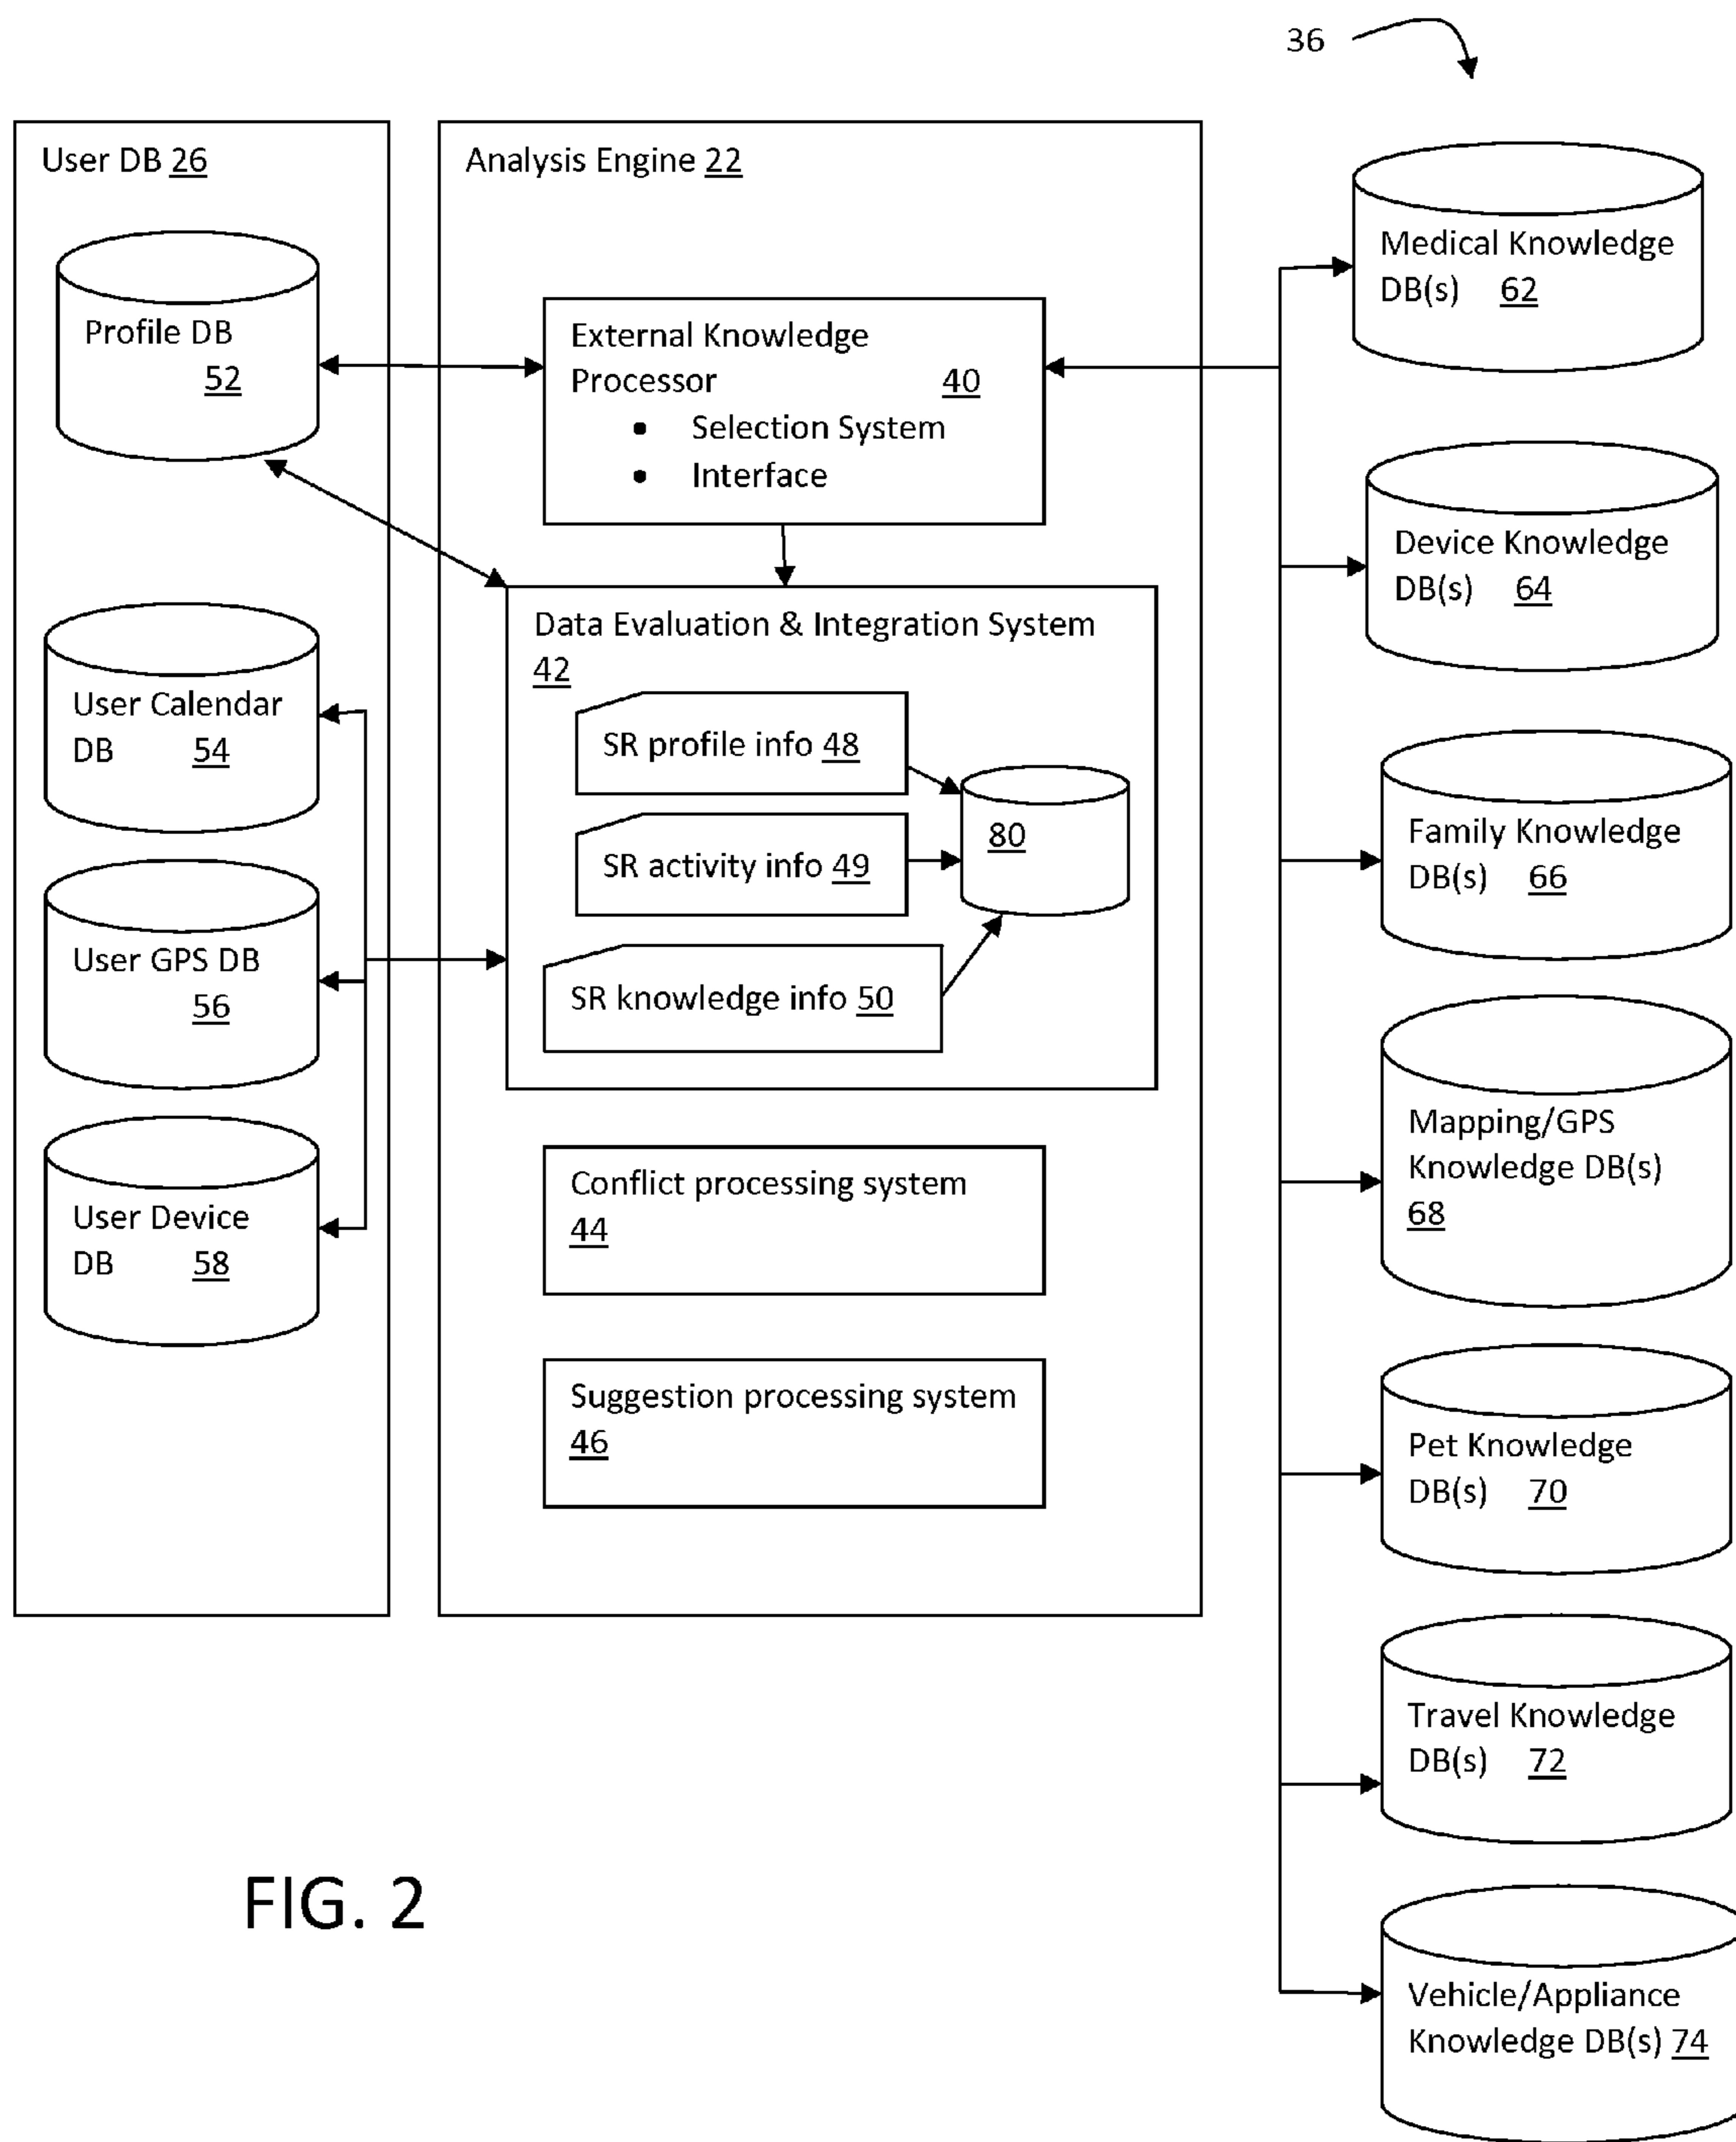 36
User DB 26
Profile DB
52
User Calendar
DB 54
User GPS DB
56
User Device
DB 58
Analysis Engine 22
External Knowledge
Processor 40
• Selection System
• Interface
Data Evaluation & Integration System
42
SR profile info 48
SR activity info 49
SR knowledge info 50
80
Conflict processing system
44
Suggestion processing system
46
Medical Knowledge
DB(s) 62
Device Knowledge
DB(s) 64
Family Knowledge
DB(s) 66
Mapping/GPS
Knowledge DB(s)
68
Pet Knowledge
DB(s) 70
Travel Knowledge
DB(s) 72
Vehicle/Appliance
Knowledge DB(s) 74
FIG. 2